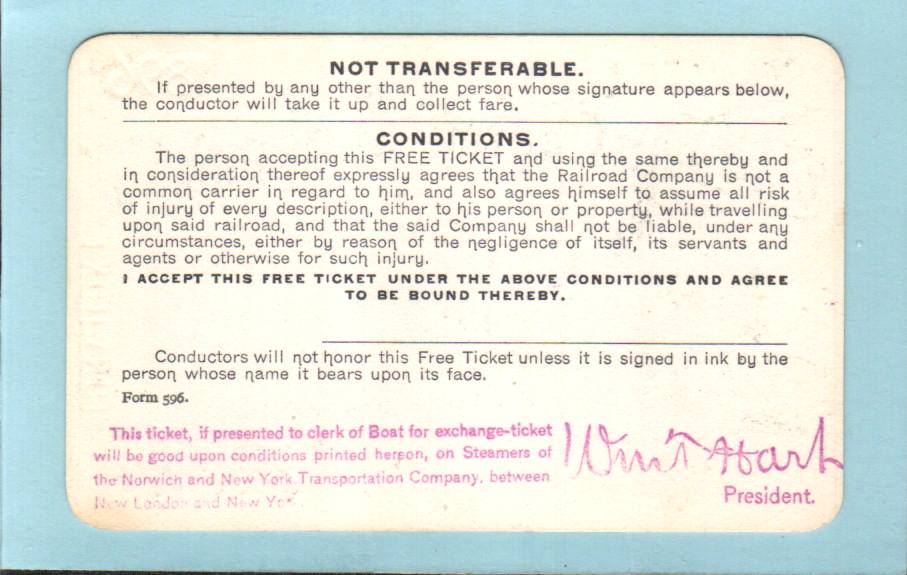 NOT TRANSFERABLE.
If presented by any other than the person whose signature appears below,
the conductor will take it up and collect fare.
CONDITIONS.
The person accepting this FREE TICKET and using the same thereby and
in consideration thereof expressly agrees that the Railroad Company is not a
common carrier in regard to him, and also agrees himself to assume all risk
of injury of every description, either to his person or property, while travelling
upon said railroad, and that the said Company shall not be liable, under any
circumstances, either by reason of the negligence of itself, its servants and
agents or otherwise for such injury.
I ACCEPT THIS FREE TICKET UNDER THE ABOVE CONDITIONS AND AGREE
TO BE BOUND THEREBY.
Conductors will not honor this Free Ticket unless it is signed in ink by the
person whose name it bears upon its face.
Form 596.
This ticket, if presented to clerk of Boat for exchange-ticket
will be good upon conditions printed hereon, on Steamers of
the Norwich and New York Transportation Company, between
New London and New York.
President.